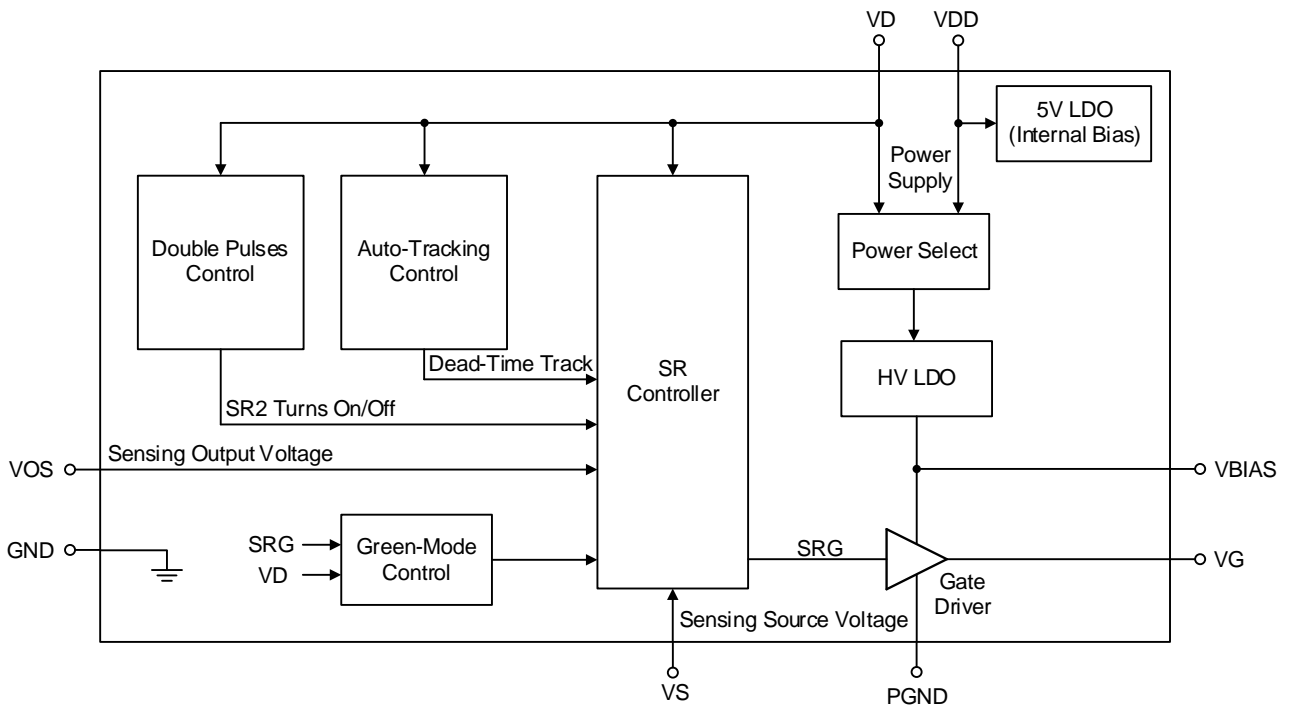 VD
VDD
5V LDO
(Internal Bias)
Power
Supply
Double Pulses
Control
Auto-Tracking
Control
Power Select
Dead-Time Track
SR
Controller
HV LDO
SR2 Turns On/Off
Sensing Output Voltage
VOS
VBIAS
GND
SRG
VD
Green-Mode
Control
SRG
VG
Gate
Driver
Sensing Source Voltage
VS
PGND